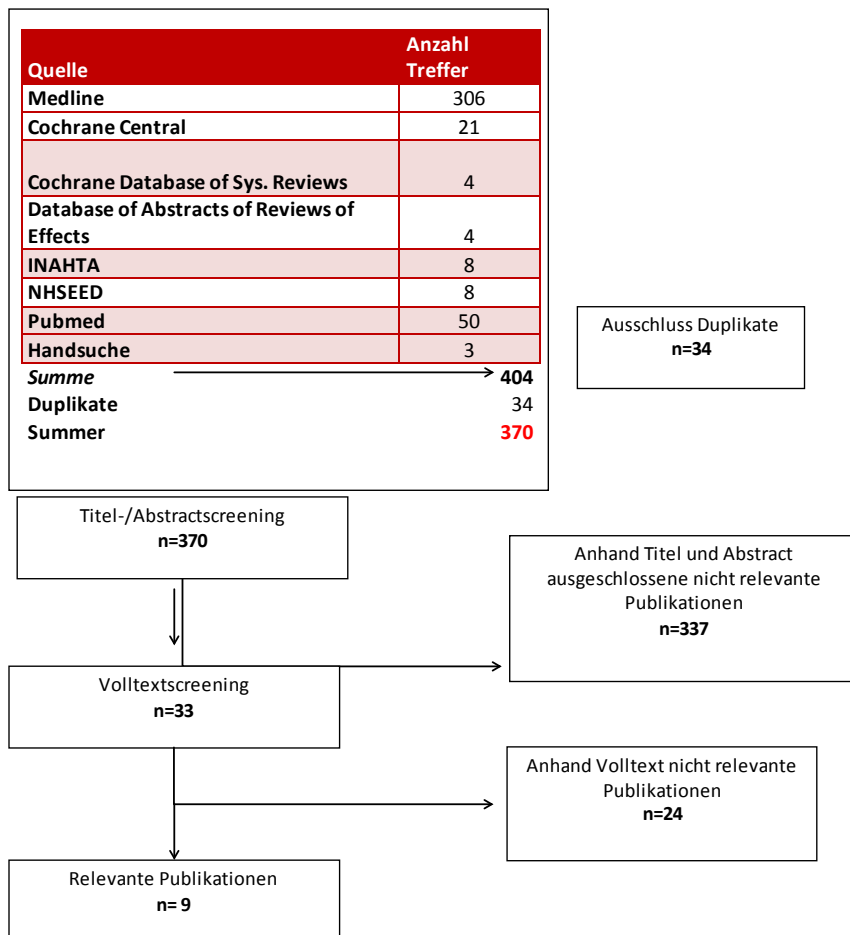 Quelle Anzahl Treffer
Medline 306
Cochrane Central 21
Cochrane Database of Sys. Reviews 4
Database of Abstracts of Reviews of
Effects 4
INAHTA 8
NHSEED 8
Pubmed 50
Handsuche 3
Summe 404
Duplikate 34
Summer 370
Ausschluss Duplikate
n=34
Titel-/Abstractscreening
n=370
Anhand Titel und Abstract
ausgeschlossene nicht relevante
Publikationen
n=337
Volltextscreening
n=33
Anhand Volltext nicht relevante
Publikationen
n=24
Relevante Publikationen
n= 9